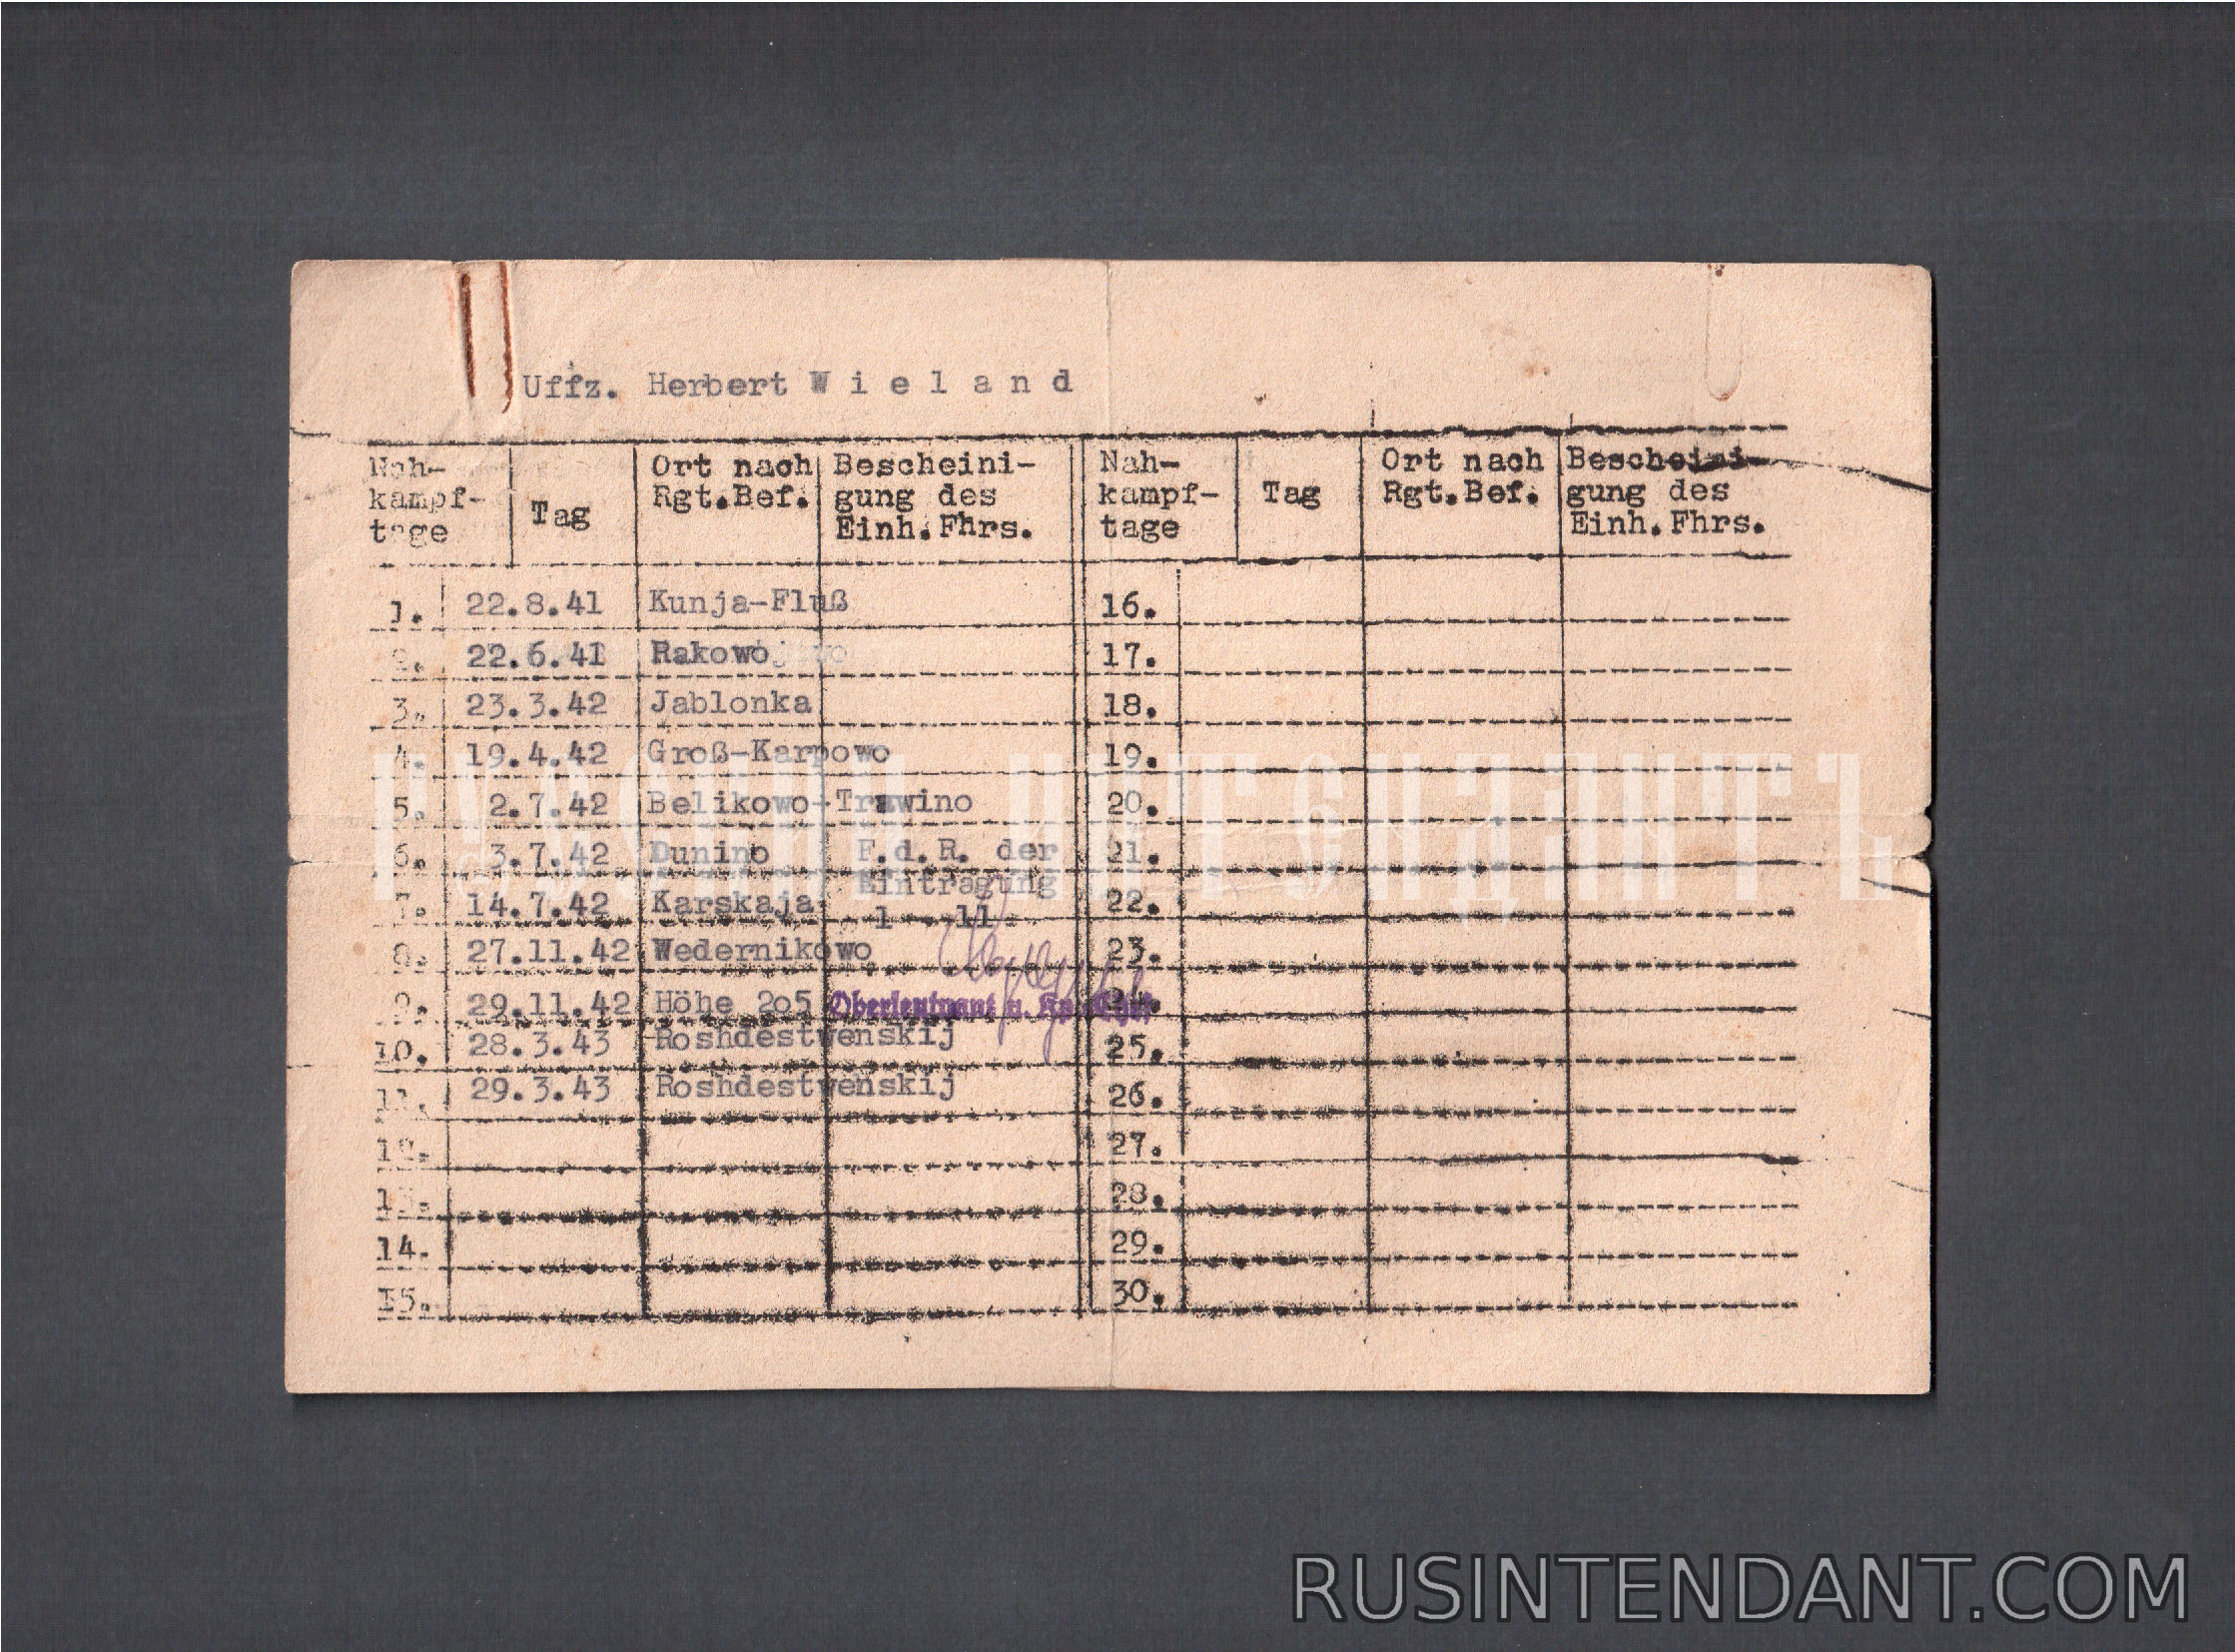 Uffz. Herbert W i e l a n d
Nah-
kampf-
tage
Tag
Ort nach
Rgt.Bef.
Bescheini-
gung des
Einh.Fhrs.
Nah-
kampf-
tage
Tag
Ort nach
Rgt.Bef.
Bescheini-
gung des
Einh.Fhrs.
1. 22.8.41 Kunja-Fluß
2. 22.6.41 Rakowo
3. 23.3.42 Jablonka
4. 19.4.42 Groß-Karpowo
5. 2.7.42 Belikowo-Trawino
6. 3.7.42 Dunino
F.d.R. der
Eintragung
1 - 11.
7. 14.7.42 Karskaja
8. 27.11.42 Wedernikowo
9. 29.11.42 Höhe 2o5
Oberleutnant u. Kp.-Chef
10. 28.3.43 Roshdestwenskij
11. 29.3.43 Roshdestwenskij
12.
13.
14.
15.
16.
17.
18.
19.
20.
21.
22.
23.
24.
25.
26.
27.
28.
29.
30.
RUSINTENDANT.COM